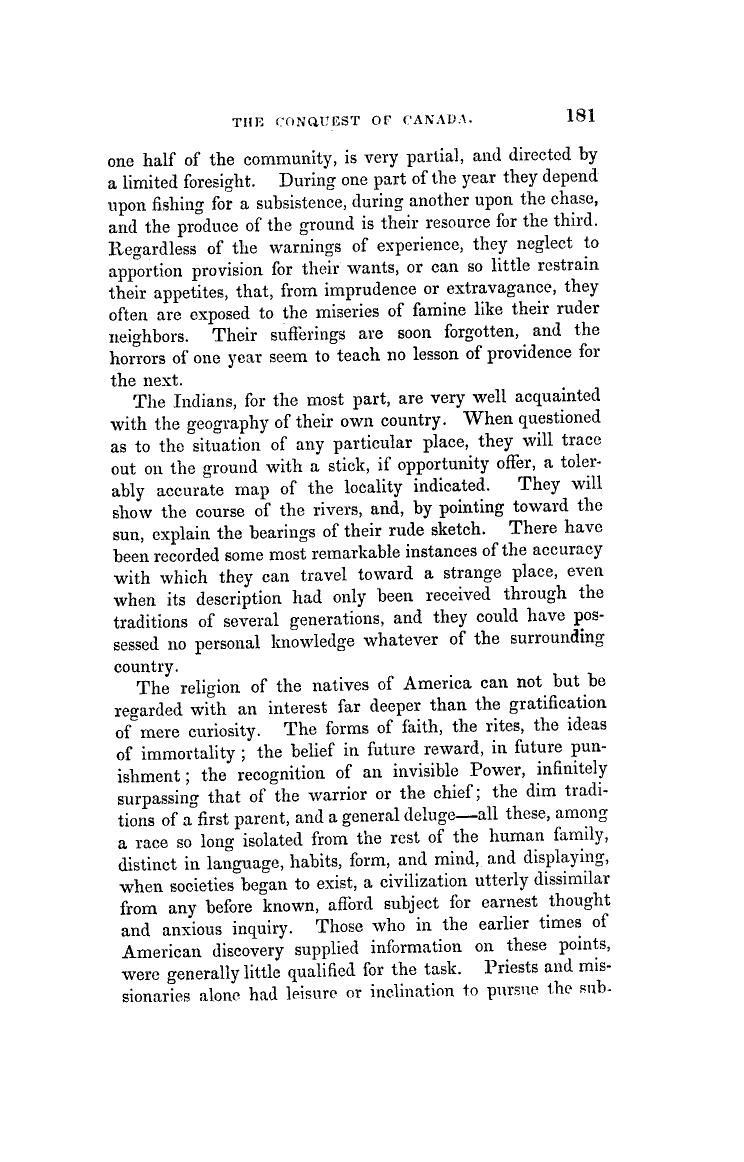 THE CONQUEST OF CANADA. 181
one half of the community, is very partial, and directed by
a limited foresight. During one part of the year they depend
upon fishing for a subsistence, during another upon the chase,
and the produce of the ground is their resource for the third.
Regardless of the warnings of experience, they neglect to
apportion provision for their wants, or can so little restrain
their appetites, that, from imprudence or extravagance, they
often are exposed to the miseries of famine like their ruder
neighbors. Their sufferings are soon forgotten, and the
horrors of one year seem to teach no lesson of providence for
the next.
The Indians, for the most part, are very well acquainted
with the geography of their own country. When questioned
as to the situation of any particular place, they will trace
out on the ground with a stick, if opportunity offer, a toler-
ably accurate map of the locality indicated. They will
show the course of the rivers, and, by pointing toward the
sun, explain the bearings of their rude sketch. There have
been recorded some most remarkable instances of the accuracy
with which they can travel toward a strange place, even
when its description had only been received through the
traditions of several generations, and they could have pos-
sessed no personal knowledge whatever of the surrounding
country.
The religion of the natives of America can not but be
regarded with an interest far deeper than the gratification
of mere curiosity. The forms of faith, the rites, the ideas
of immortality ; the belief in future reward, in future pun-
ishment ; the recognition of an invisible Power, infinitely
surpassing that of the warrior or the chief; the dim tradi-
tions of a first parent, and a general deluge—all these, among
a race so long isolated from the rest of the human family,
distinct in language, habits, form, and mind, and displaying,
when societies began to exist, a civilization utterly dissimilar
from any before known, afford subject for earnest thought
and anxious inquiry. Those who in the earlier times of
American discovery supplied information on these points,
were generally little qualified for the task. Priests and mis-
sionaries alone had leisure or inclination to pursue the sub-